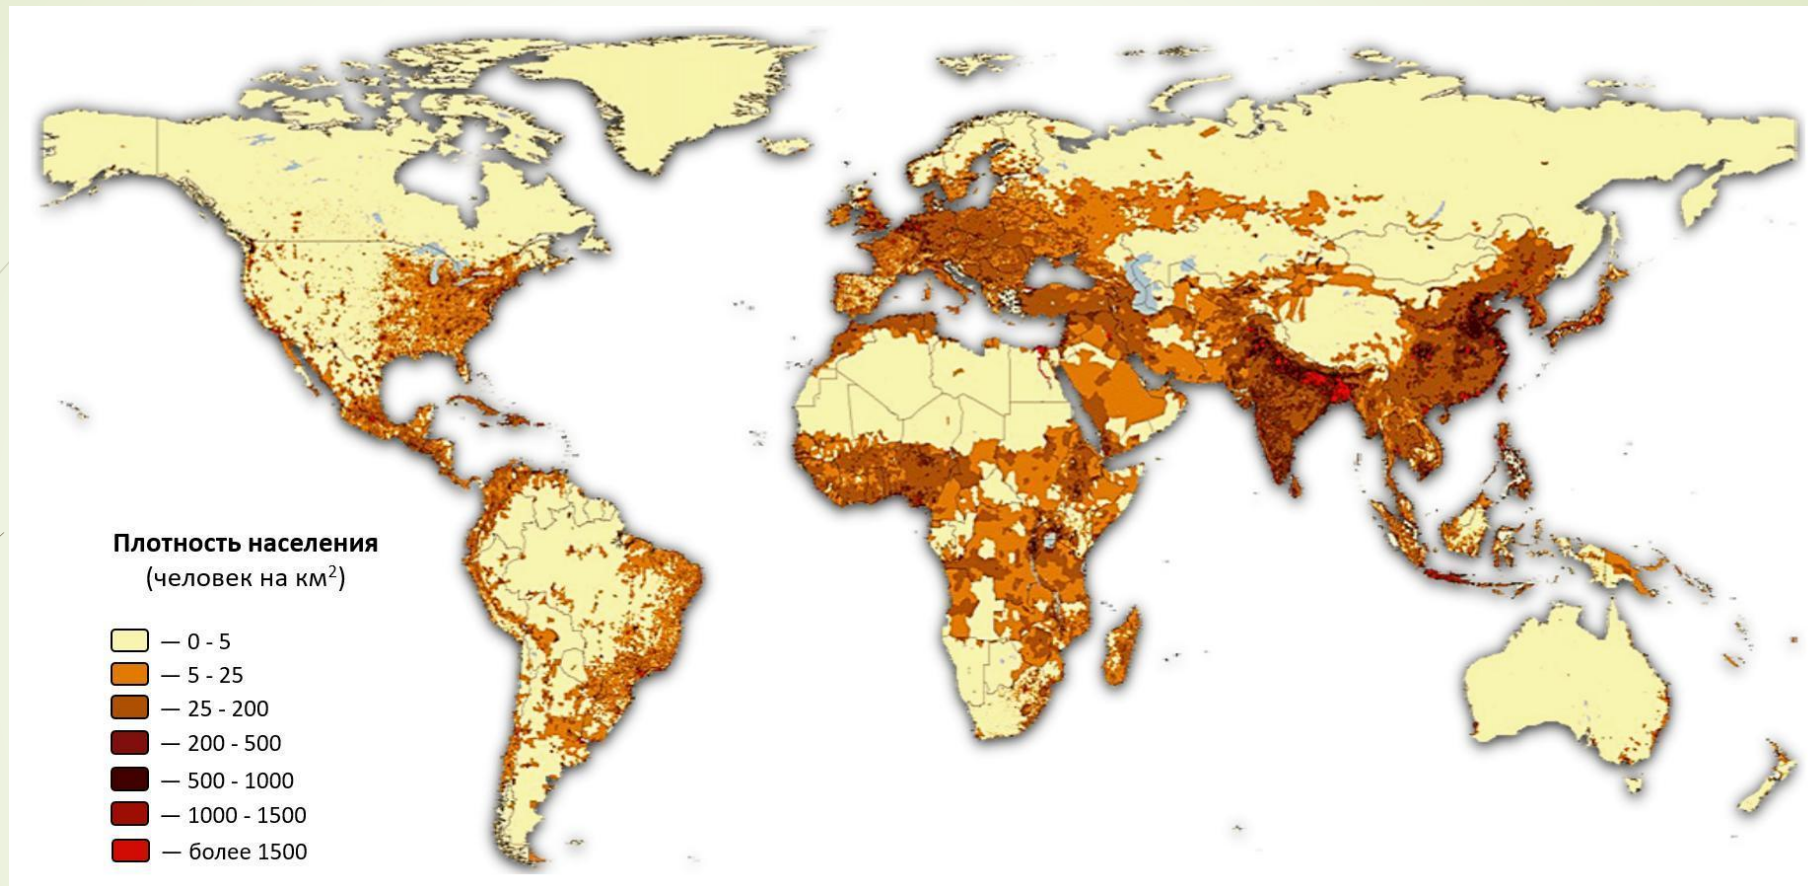 Плотность населения
(человек на км²)
— 0 - 5
— 5 - 25
— 25 - 200
— 200 - 500
— 500 - 1000
— 1000 - 1500
— более 1500